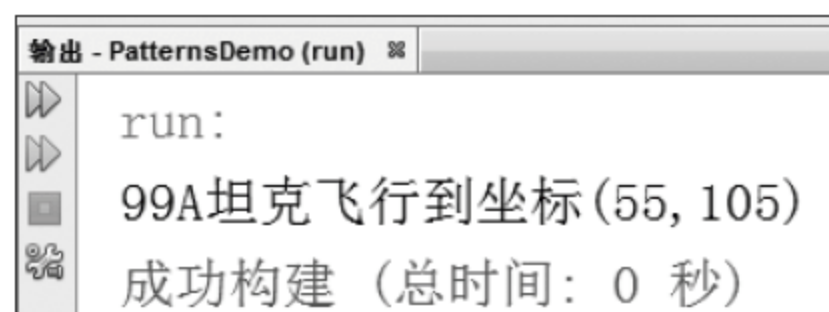 输出 - PatternsDemo (run)
run:
99A坦克飞行到坐标(55,105)
成功构建 (总时间: 0 秒)